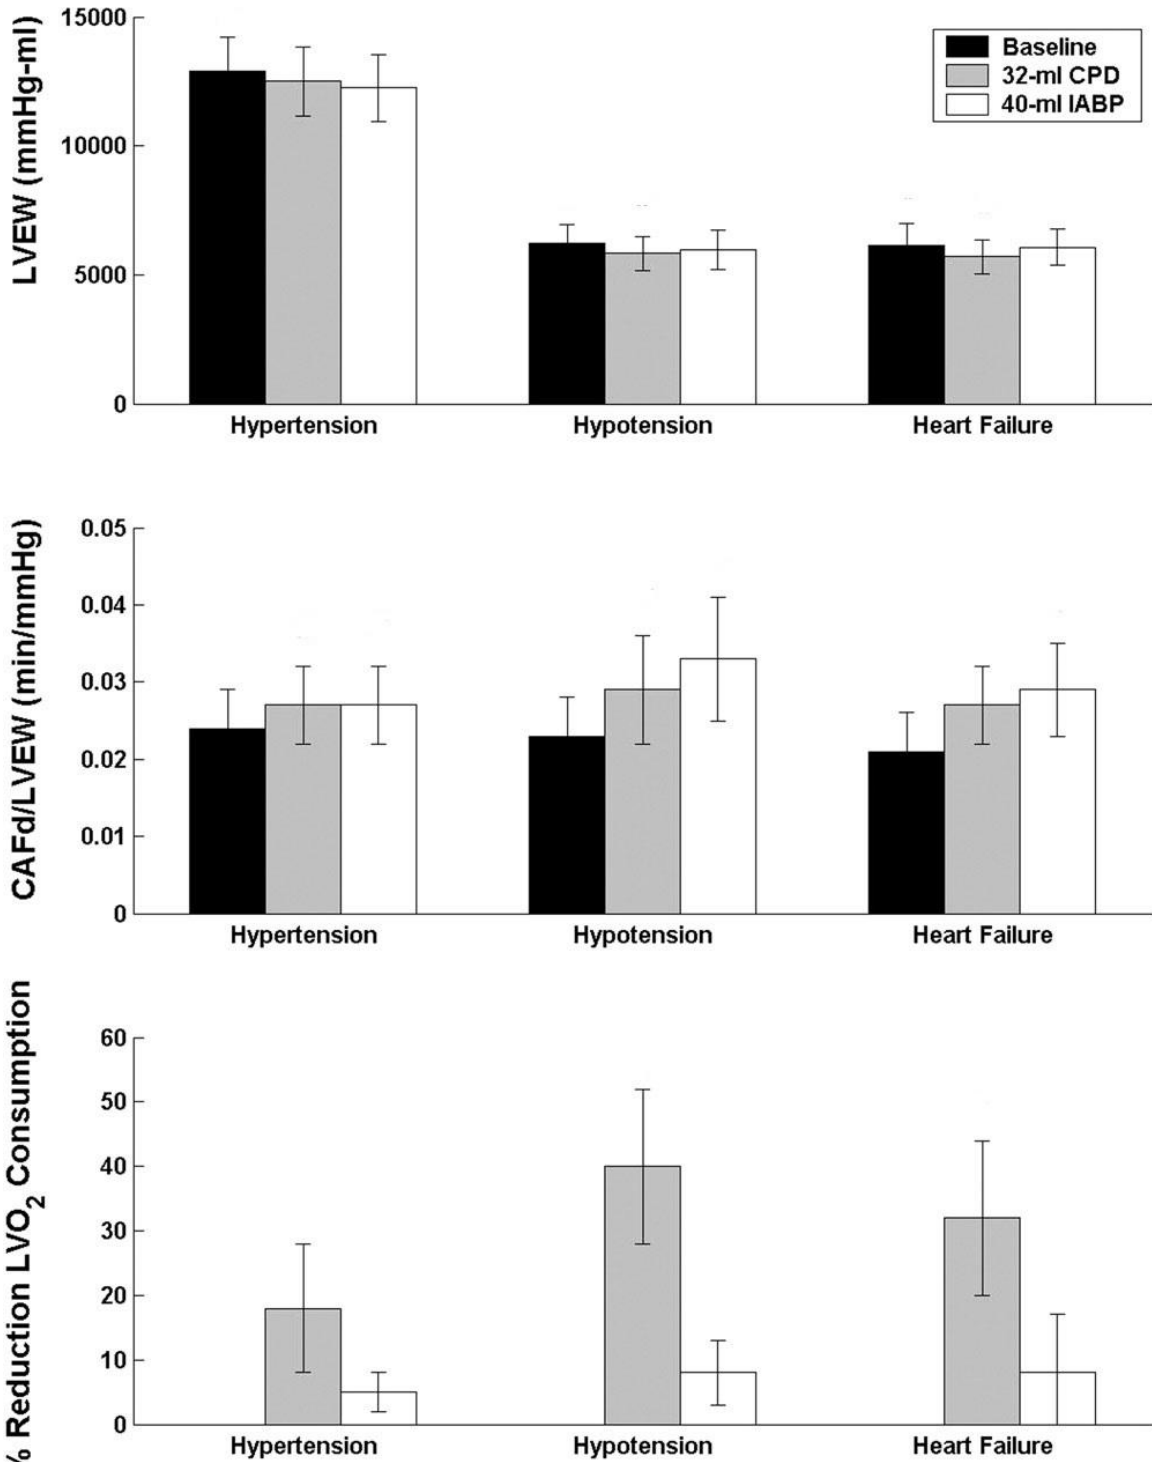 LVEW (mmHg-ml)
15000
10000
5000
0
Baseline
32-ml CPD
40-ml IABP
Hypertension
Hypotension
Heart Failure
CAFd/LVEW (min/mmHg)
0.05
0.04
0.03
0.02
0.01
0
Hypertension
Hypotension
Heart Failure
% Reduction LVO2 Consumption
60
50
40
30
20
10
0
Hypertension
Hypotension
Heart Failure